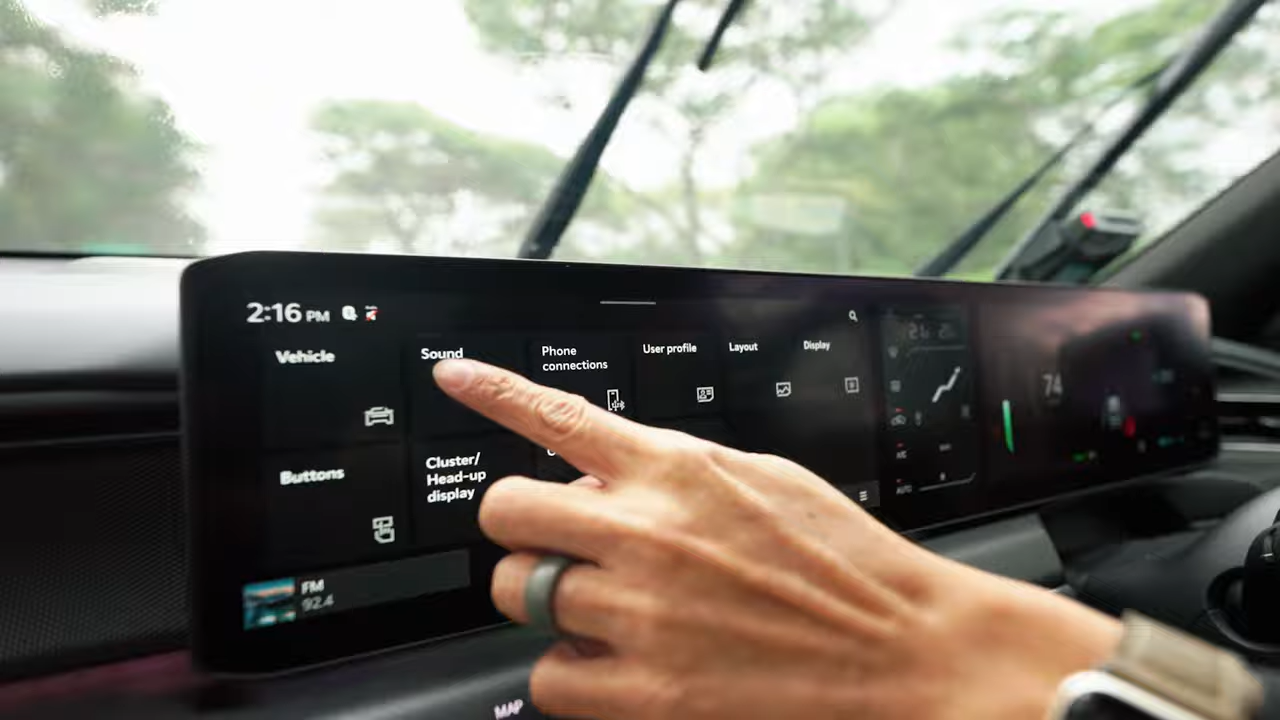 2:16 PM
Vehicle
Sound
Phone
connections
User profile
Layout
Display
Buttons
Cluster/
Head-up
display
FM
92.4
74
AUTO
MAP